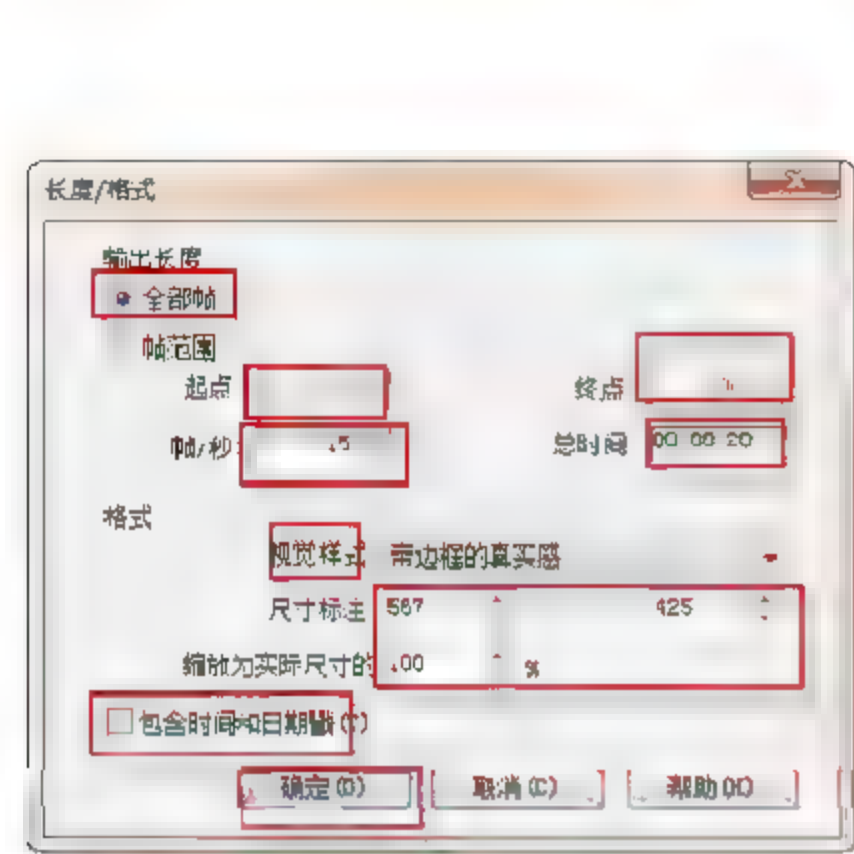 长度/格式
输出长度
全部帧
帧范围
起点
终点
帧/秒
总时间 00 00 20
格式
视觉样式 带边框的真实感
尺寸标注 567 425
缩放为实际尺寸的 %
包含时间和日期戳
确定(O) 取消(C) 帮助(H)